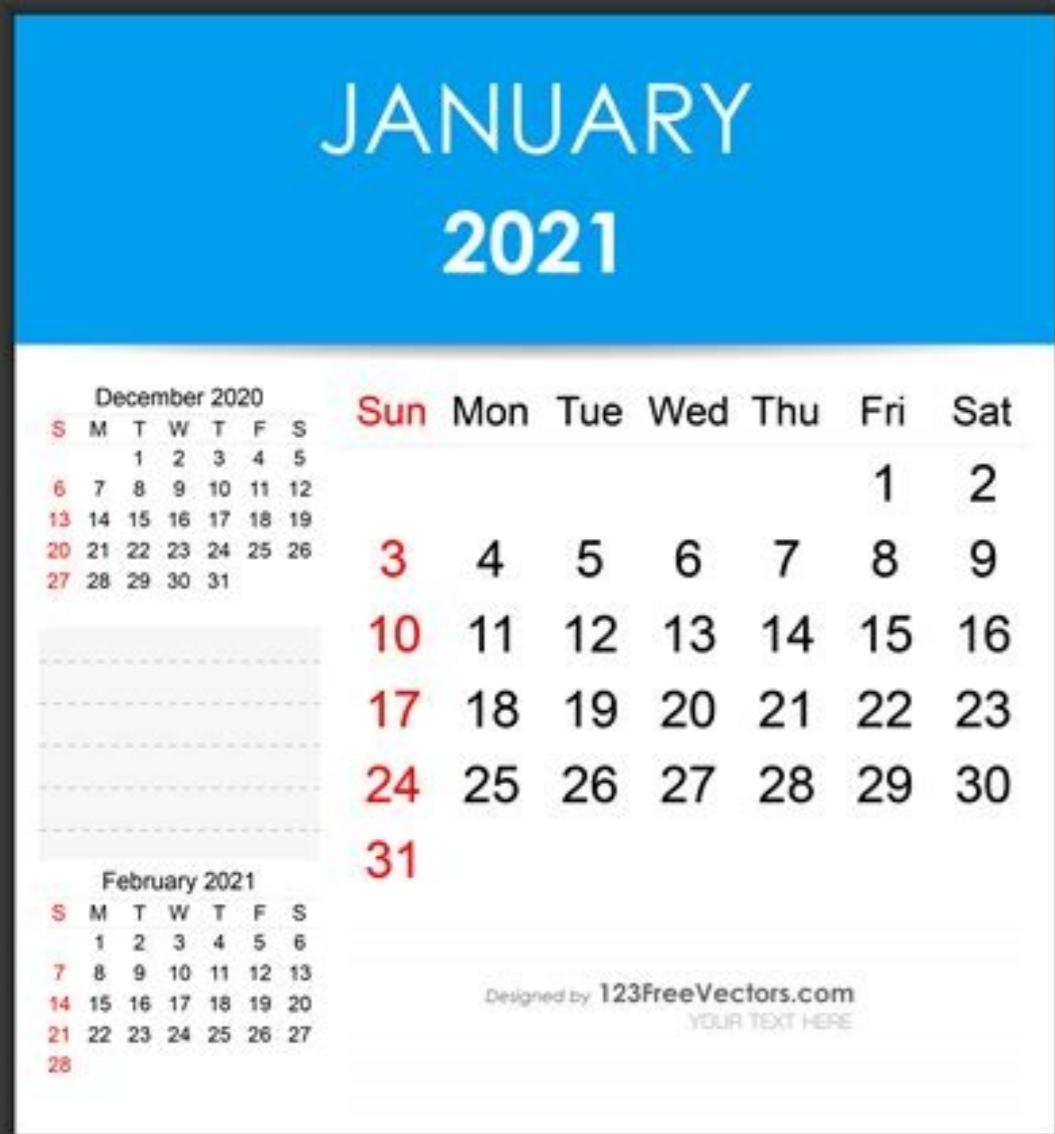 JANUARY
2021
December 2020
S M T W T F S
1 2 3 4 5
6 7 8 9 10 11 12
13 14 15 16 17 18 19
20 21 22 23 24 25 26
27 28 29 30 31
February 2021
S M T W T F S
1 2 3 4 5 6
7 8 9 10 11 12 13
14 15 16 17 18 19 20
21 22 23 24 25 26 27
28
Sun Mon Tue Wed Thu Fri Sat
1 2
3 4 5 6 7 8 9
10 11 12 13 14 15 16
17 18 19 20 21 22 23
24 25 26 27 28 29 30
31
Designed by 123FreeVectors.com
YOUR TEXT HERE